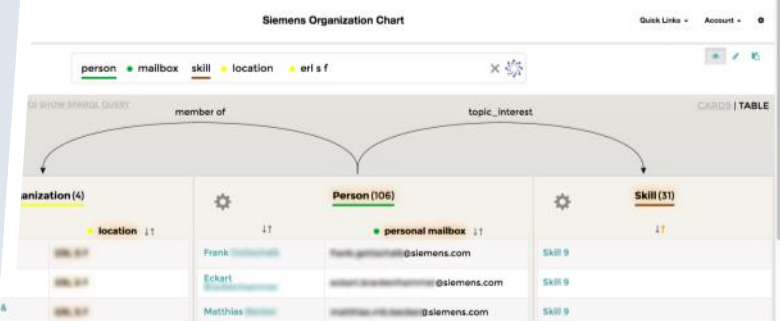 Siemens Organization Chart
Quick Links
Account
person mailbox skill location erl s f
TO SHOW SPARQL QUERY
CARDS | TABLE
member of
topic_interest
anization (4)
Person (106)
Skill (31)
location
personal mailbox
Frank
@siemens.com
Skill 9
Eckart
@siemens.com
Skill 9
&
Matthias
@siemens.com
Skill 9